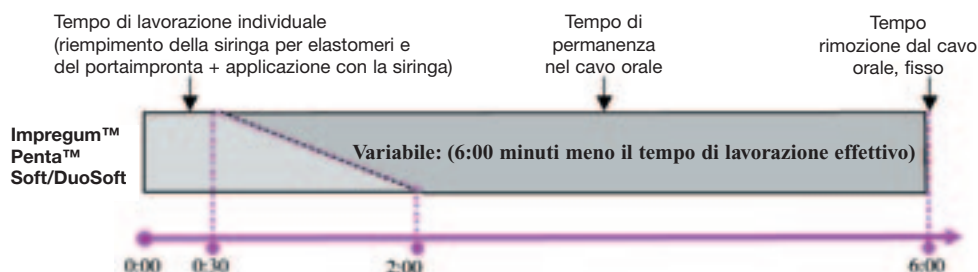 Tempo di lavorazione individuale
(riempimento della siringa per elastomeri e
del portaimpronta + applicazione con la siringa)
Tempo di
permanenza
nel cavo orale
Tempo
rimozione dal cavo
orale, fisso
Impregum™
Penta™
Soft/DuoSoft
Variabile: (6:00 minuti meno il tempo di lavorazione effettivo)
0:00 0:30 2:00 6:00